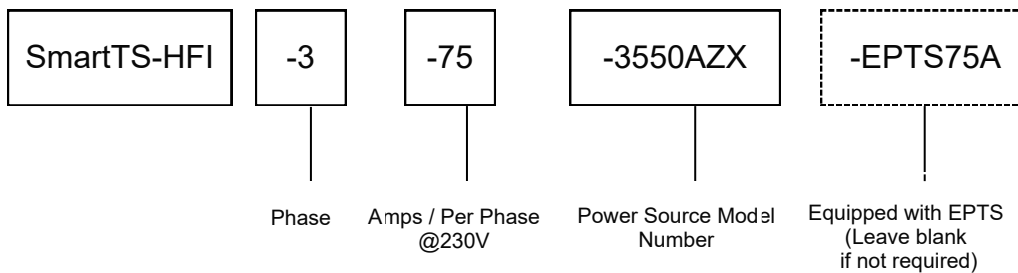 SmartTS-HFI -3 -75 -3550AZX -EPTS75A
Phase Amps / Per Phase Power Source Model Equipped with EPTS
@230V Number (Leave blank
if not required)